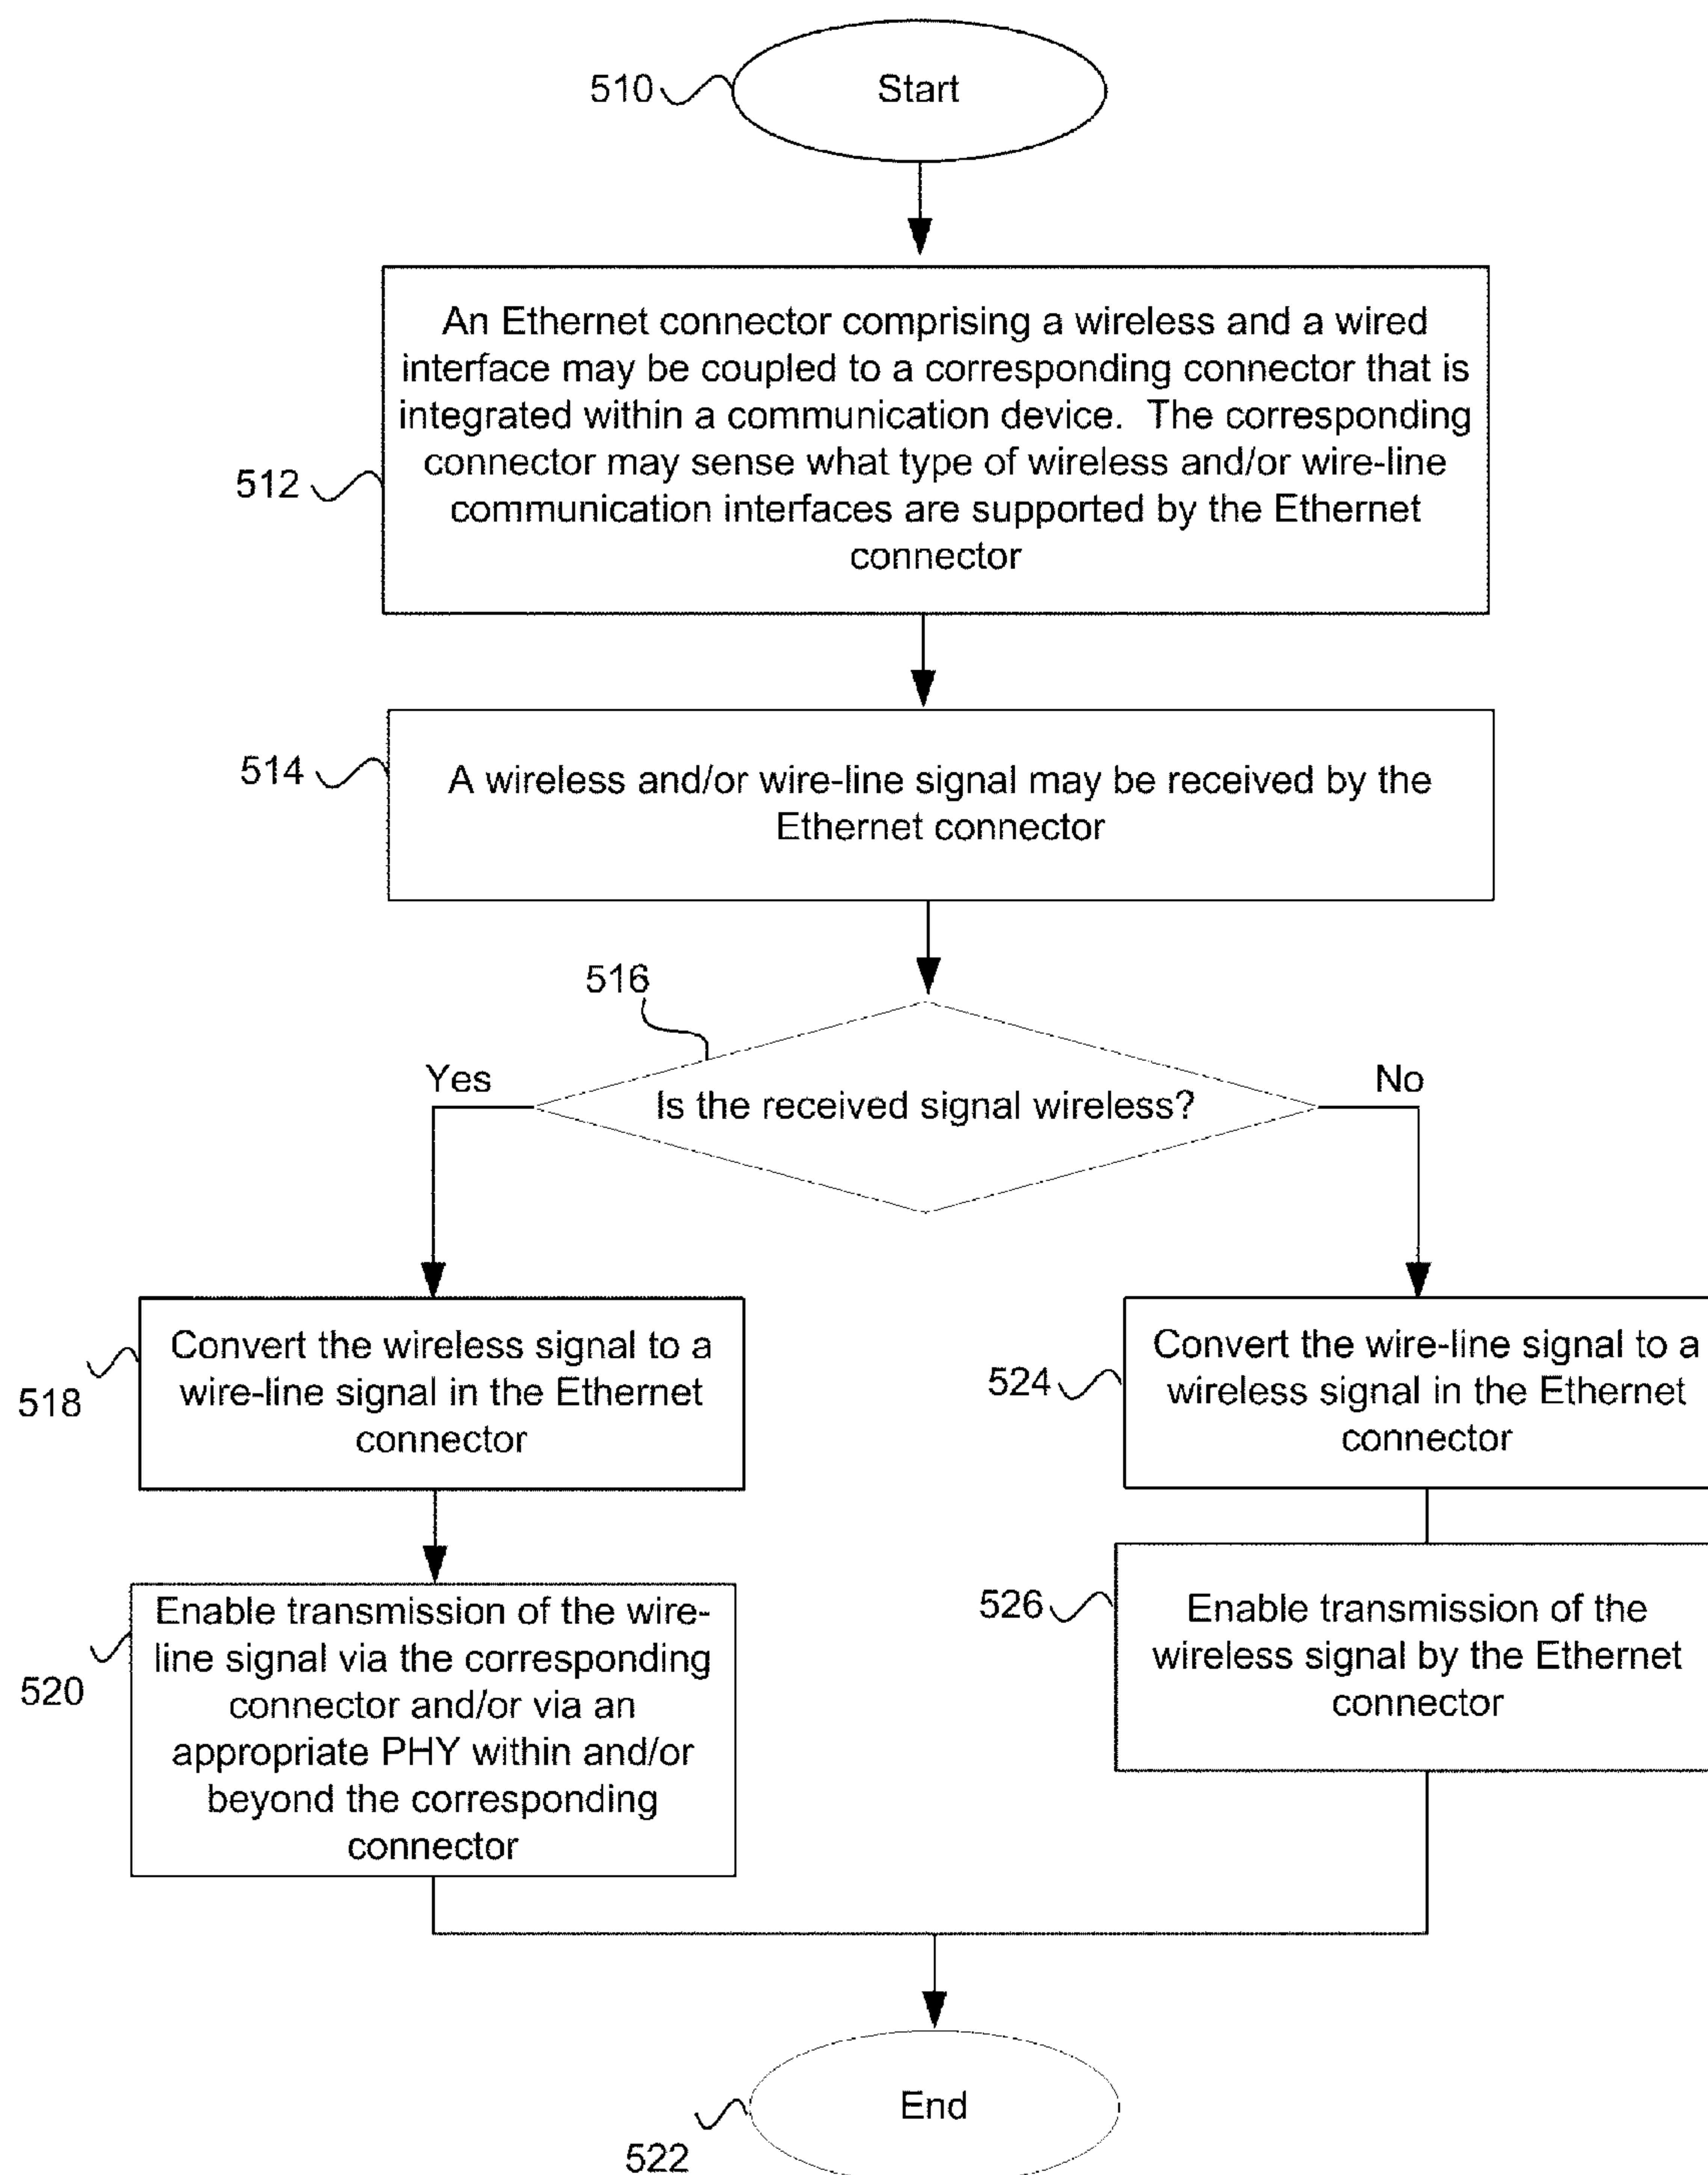 Start
510
An Ethernet connector comprising a wireless and a wired
interface may be coupled to a corresponding connector that is
integrated within a communication device.  The corresponding
connector may sense what type of wireless and/or wire-line
communication interfaces are supported by the Ethernet
connector
512
A wireless and/or wire-line signal may be received by the
Ethernet connector
514
516
Is the received signal wireless?
Yes
No
Convert the wireless signal to a
wire-line signal in the Ethernet
connector
518
Convert the wire-line signal to a
wireless signal in the Ethernet
connector
524
Enable transmission of the wire-
line signal via the corresponding
connector and/or via an
appropriate PHY within and/or
beyond the corresponding
connector
520
Enable transmission of the
wireless signal by the Ethernet
connector
526
End
522